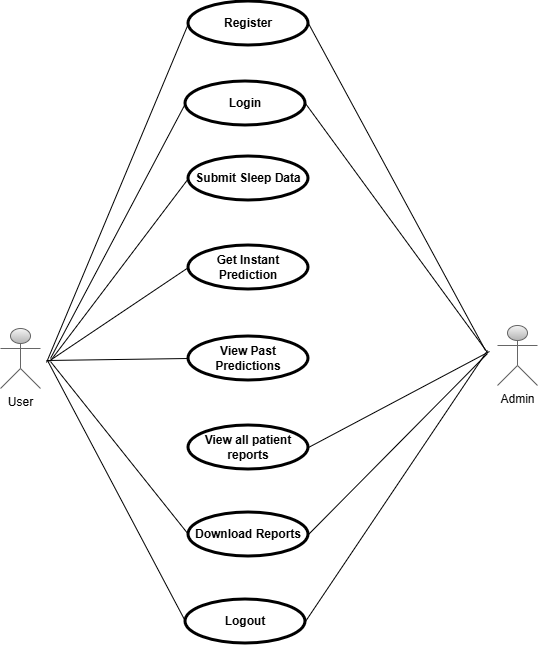 Register
Login
Submit Sleep Data
Get Instant
Prediction
View Past
Predictions
User
Admin
View all patient
reports
Download Reports
Logout